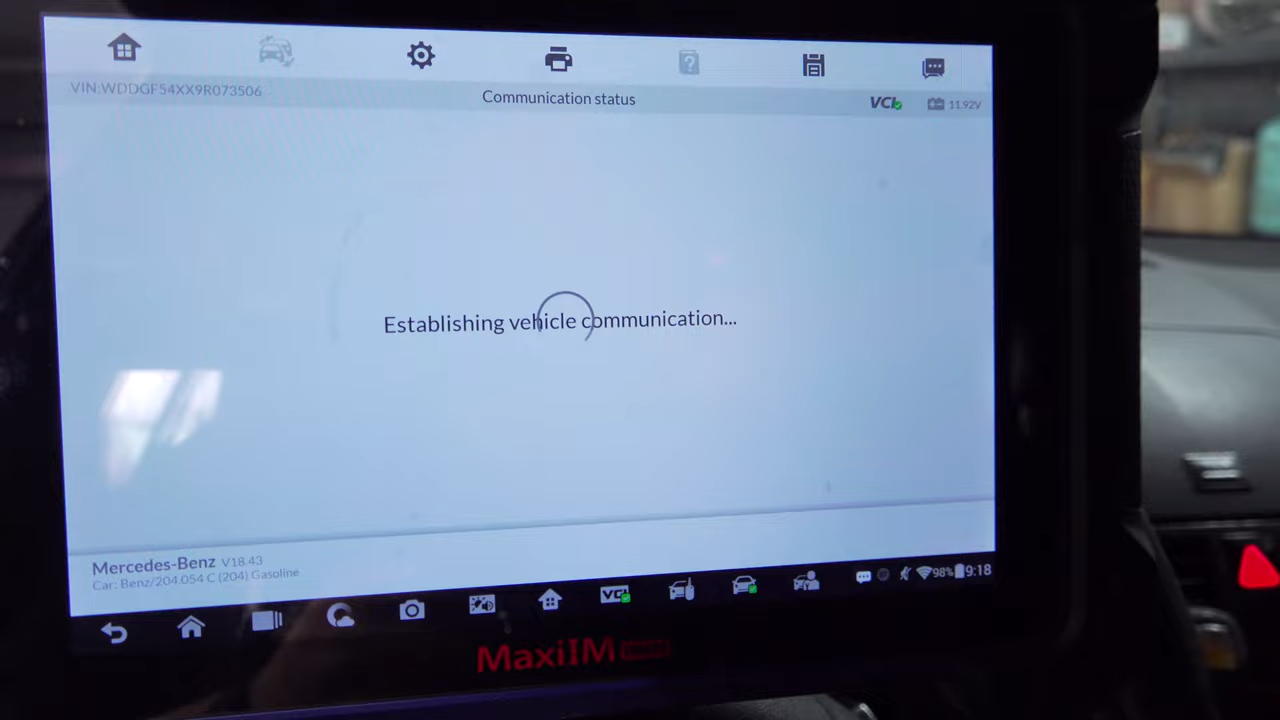 VIN:WDDGF54XX9R073506
Communication status
VCI
11.92V
Establishing vehicle communication...
Mercedes-Benz V18.43
Car: Benz/204.054 C (204) Gasoline
VCI
98%
9:18
MaxiIM